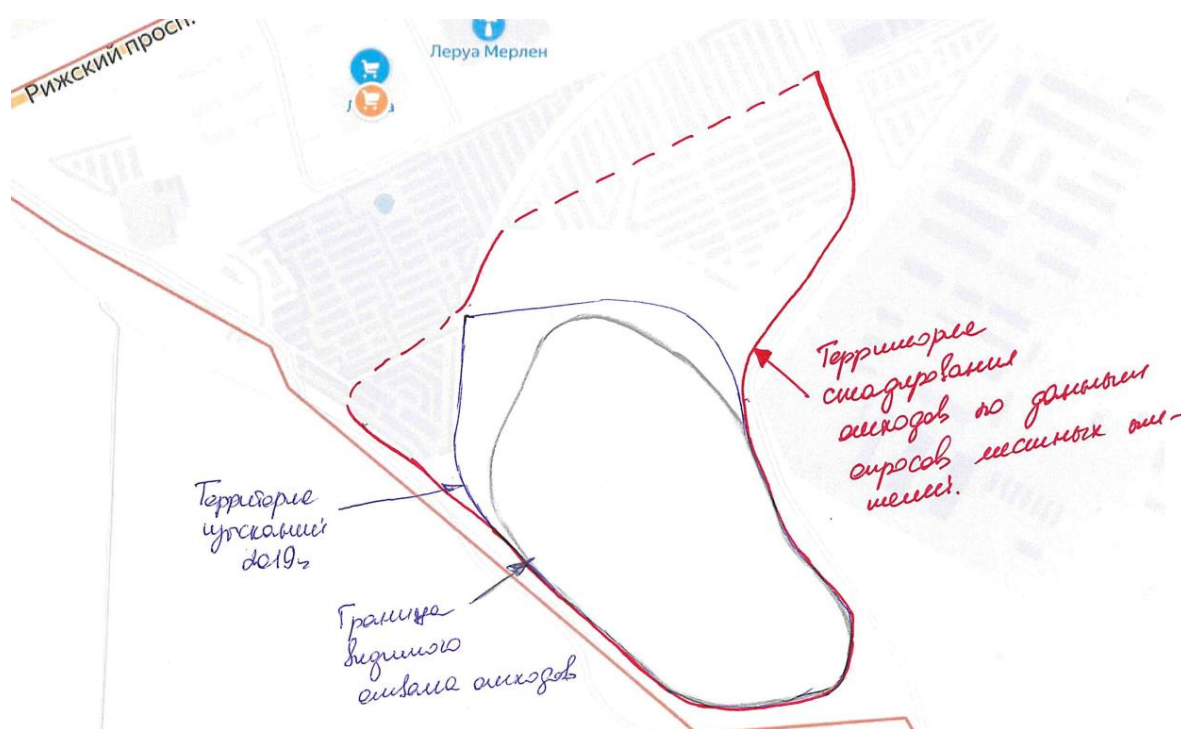 Рижский просп.
Леруа Мерлен
Территория
складирования
отходов по данным
опросов местных жи-
телей.
Территория
изысканий
2019г
Граница
видимого
отвала отходов